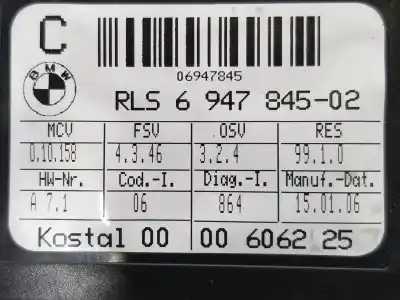 C
06947845
BMW
RLS 6 947 845-02
MCV FSV OSV RES
0.10.158 4.3.46 3.2.4 99.1.0
HW-Nr. Cod.-I. Diag.-I. Manuf.-Dat.
A 7.1 06 864 15.01.06
Kostal 00 00 6062 25